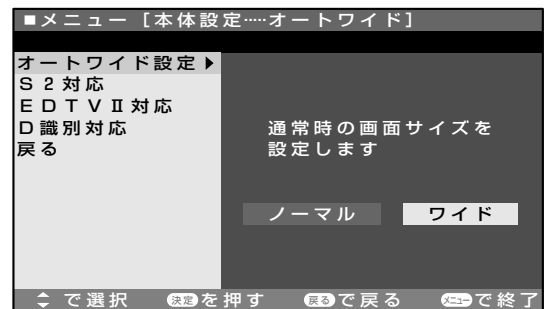 ■メニュー [本体設定……オートワイド]
オートワイド設定▶
S2対応
EDTVⅡ対応
D識別対応
戻る
通常時の画面サイズを
設定します
ノーマル ワイド
で選択 決定を押す 戻るで戻る メニューで終了